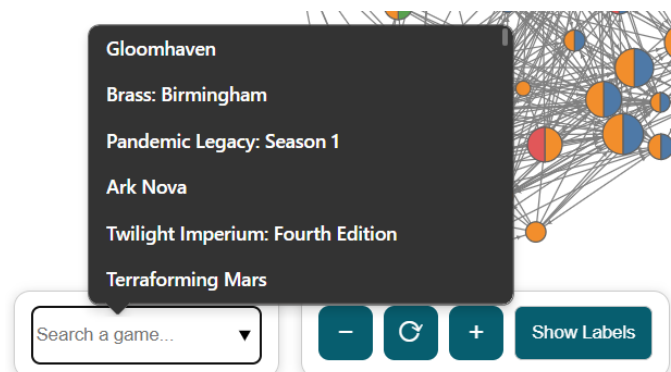 Gloomhaven
Brass: Birmingham
Pandemic Legacy: Season 1
Ark Nova
Twilight Imperium: Fourth Edition
Terraforming Mars
Search a game...
− + Show Labels